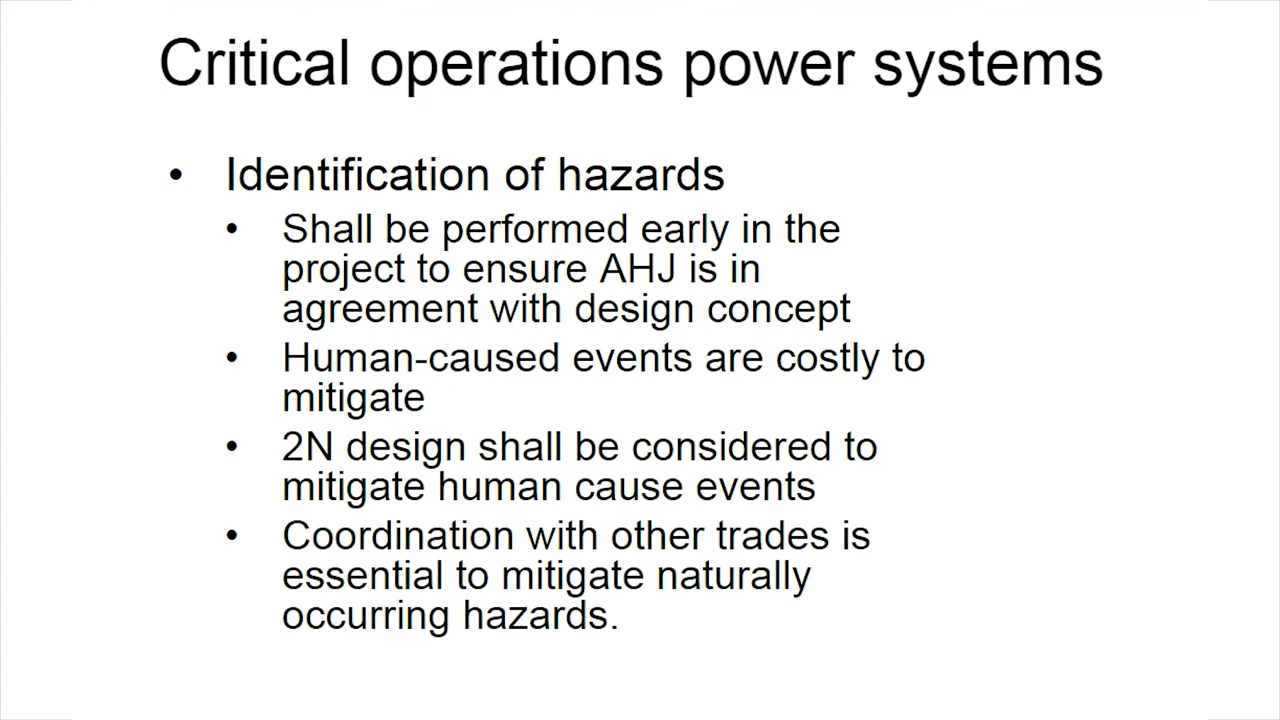 Critical operations power systems
• Identification of hazards
• Shall be performed early in the
project to ensure AHJ is in
agreement with design concept
• Human-caused events are costly to
mitigate
• 2N design shall be considered to
mitigate human cause events
• Coordination with other trades is
essential to mitigate naturally
occurring hazards.